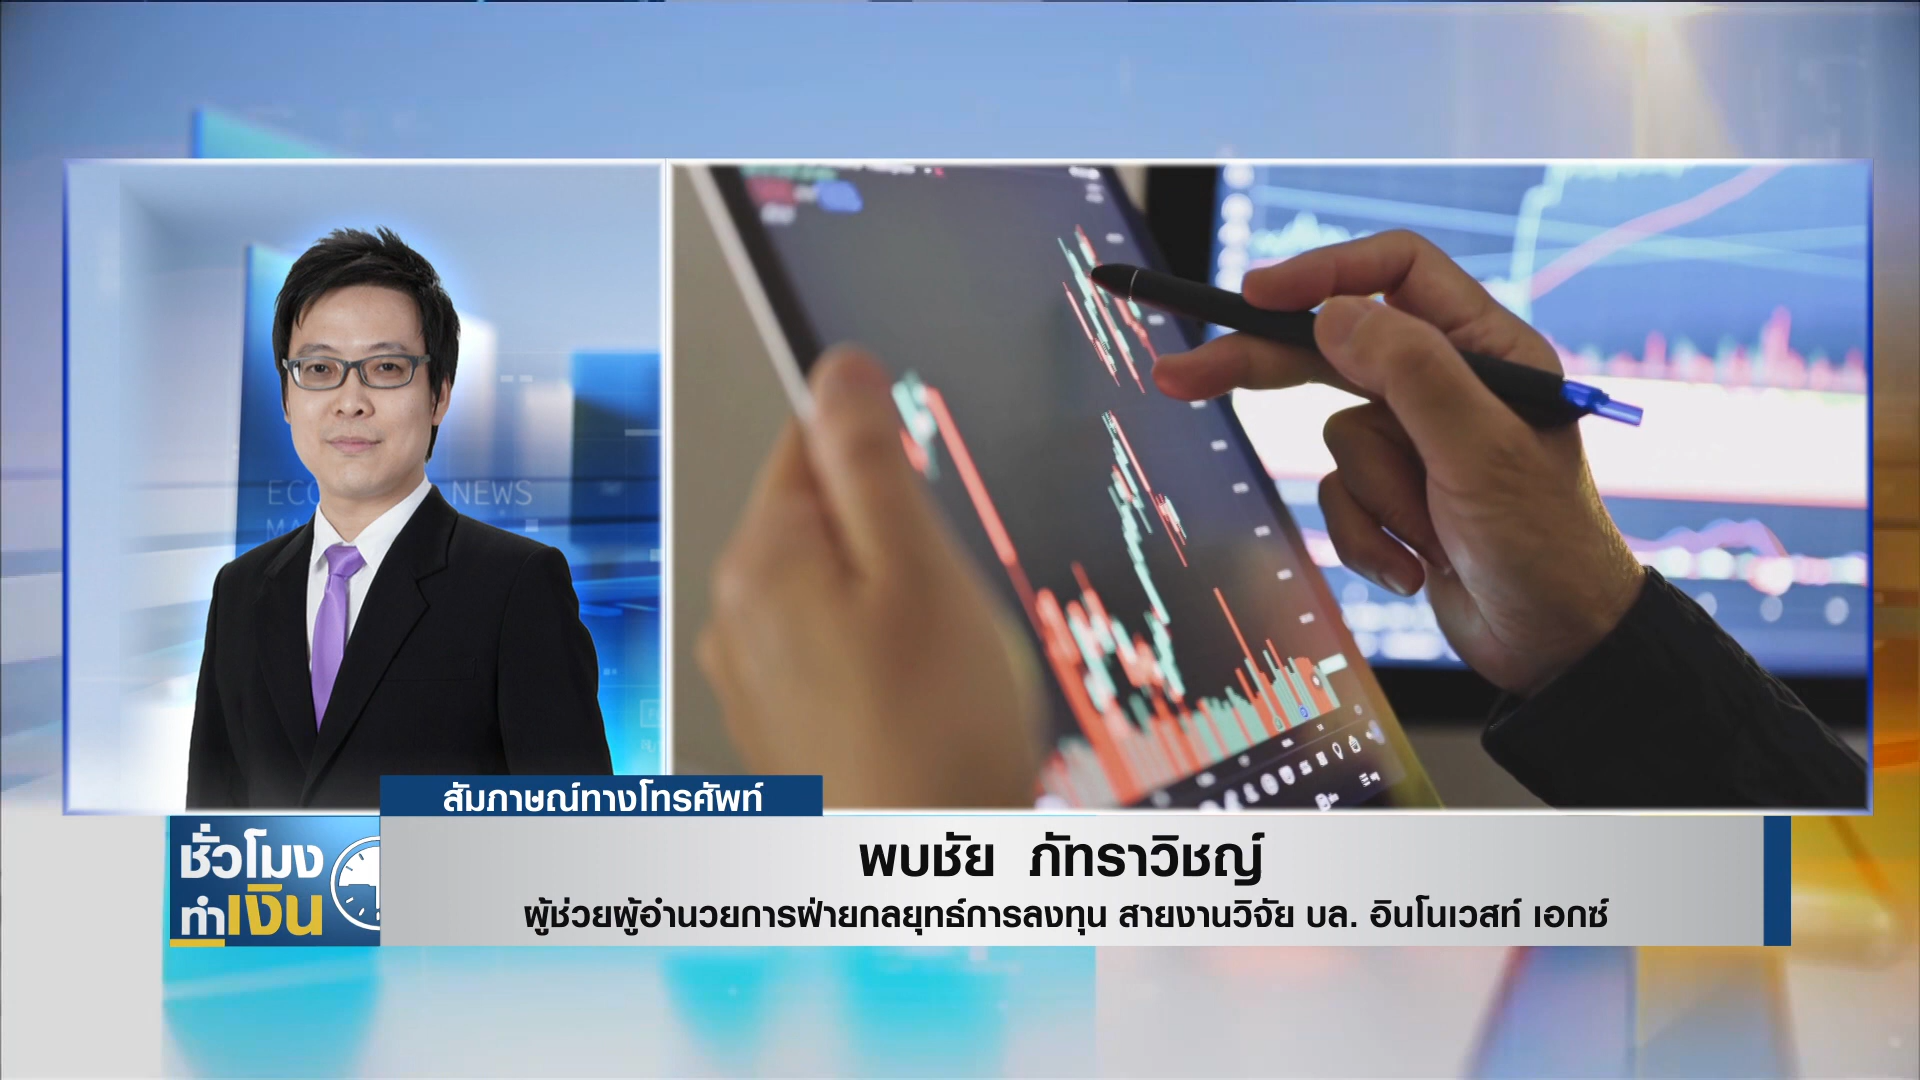 ECO NEWS
MA
สัมภาษณ์ทางโทรศัพท์
ชั่วโมง
ทำเงิน
พบชัย ภัทราวิชญ์
ผู้ช่วยผู้อำนวยการฝ่ายกลยุทธ์การลงทุน สายงานวิจัย บล. อินโนเวสท์ เอกซ์